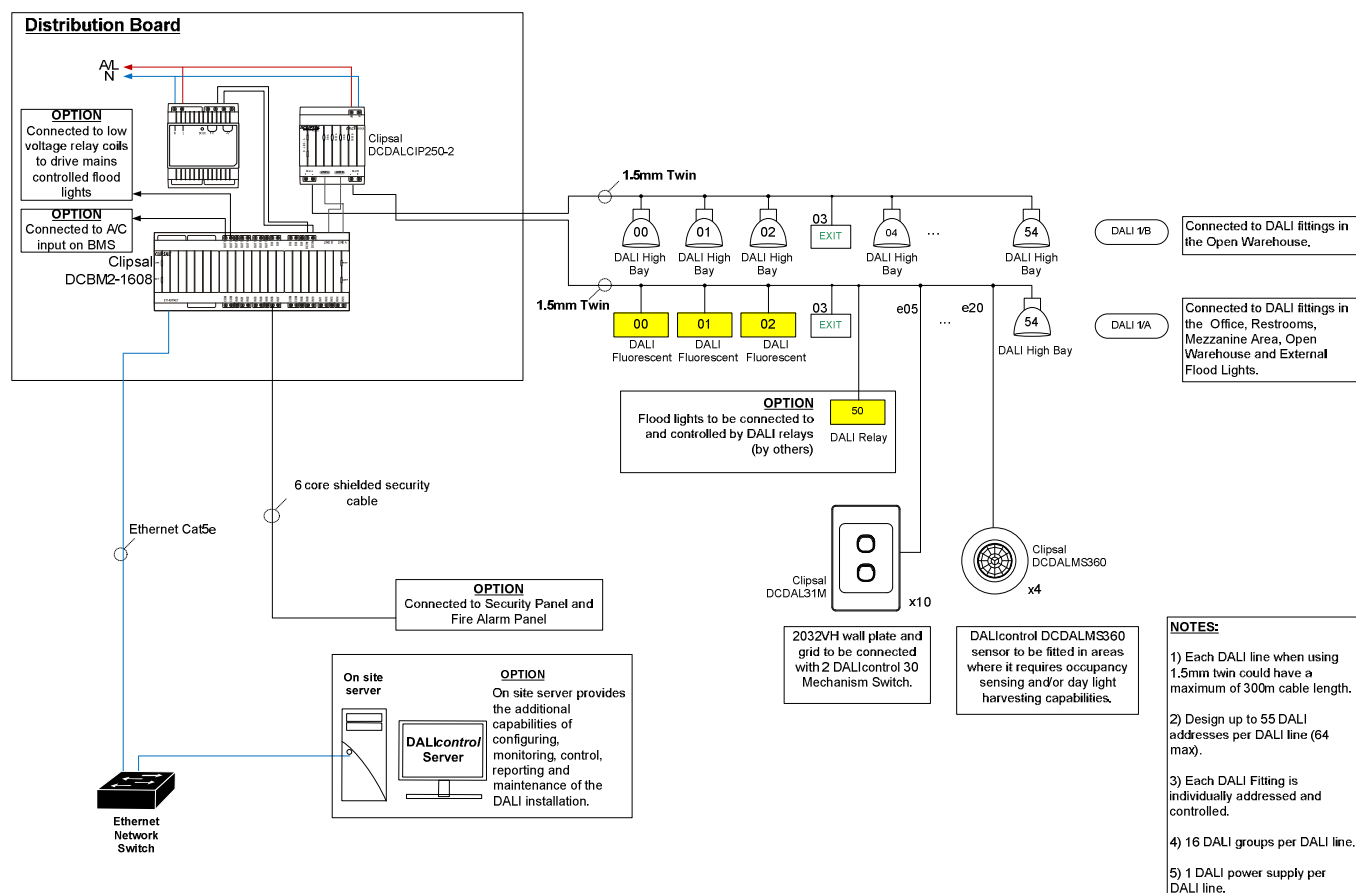 Distribution Board
A/L
N
OPTION
Connected to low
voltage relay coils
to drive mains
controlled flood
lights
OPTION
Connected to A/C
input on BMS
Clipsal
DCDALCIP250-2
Clipsal
DCBM2-1608
1.5mm Twin
00
01
02
03
EXIT
04
...
54
DALI High
Bay
DALI High
Bay
DALI High
Bay
DALI High
Bay
DALI High
Bay
DALI 1/B
Connected to DALI fittings in
the Open Warehouse.
1.5mm Twin
00
01
02
03
EXIT
e05
...
e20
54
DALI
Fluorescent
DALI
Fluorescent
DALI
Fluorescent
DALI High Bay
DALI 1/A
Connected to DALI fittings in
the Office, Restrooms,
Mezzanine Area, Open
Warehouse and External
Flood Lights.
OPTION
Flood lights to be connected to
and controlled by DALI relays
(by others)
50
DALI Relay
6 core shielded security
cable
Ethernet Cat5e
OPTION
Connected to Security Panel and
Fire Alarm Panel
Clipsal
DCDAL31M
x10
Clipsal
DCDALMS360
x4
2032VH wall plate and
grid to be connected
with 2 DALIcontrol 30
Mechanism Switch.
DALIcontrol DCDALMS360
sensor to be fitted in areas
where it requires occupancy
sensing and/or day light
harvesting capabilities.
On site
server
DALIcontrol
Server
OPTION
On site server provides
the additional
capabilities of
configuring,
monitoring, control,
reporting and
maintenance of the
DALI installation.
Ethernet
Network
Switch
NOTES:
1) Each DALI line when using
1.5mm twin could have a
maximum of 300m cable length.
2) Design up to 55 DALI
addresses per DALI line (64
max).
3) Each DALI Fitting is
individually addressed and
controlled.
4) 16 DALI groups per DALI line.
5) 1 DALI power supply per
DALI line.